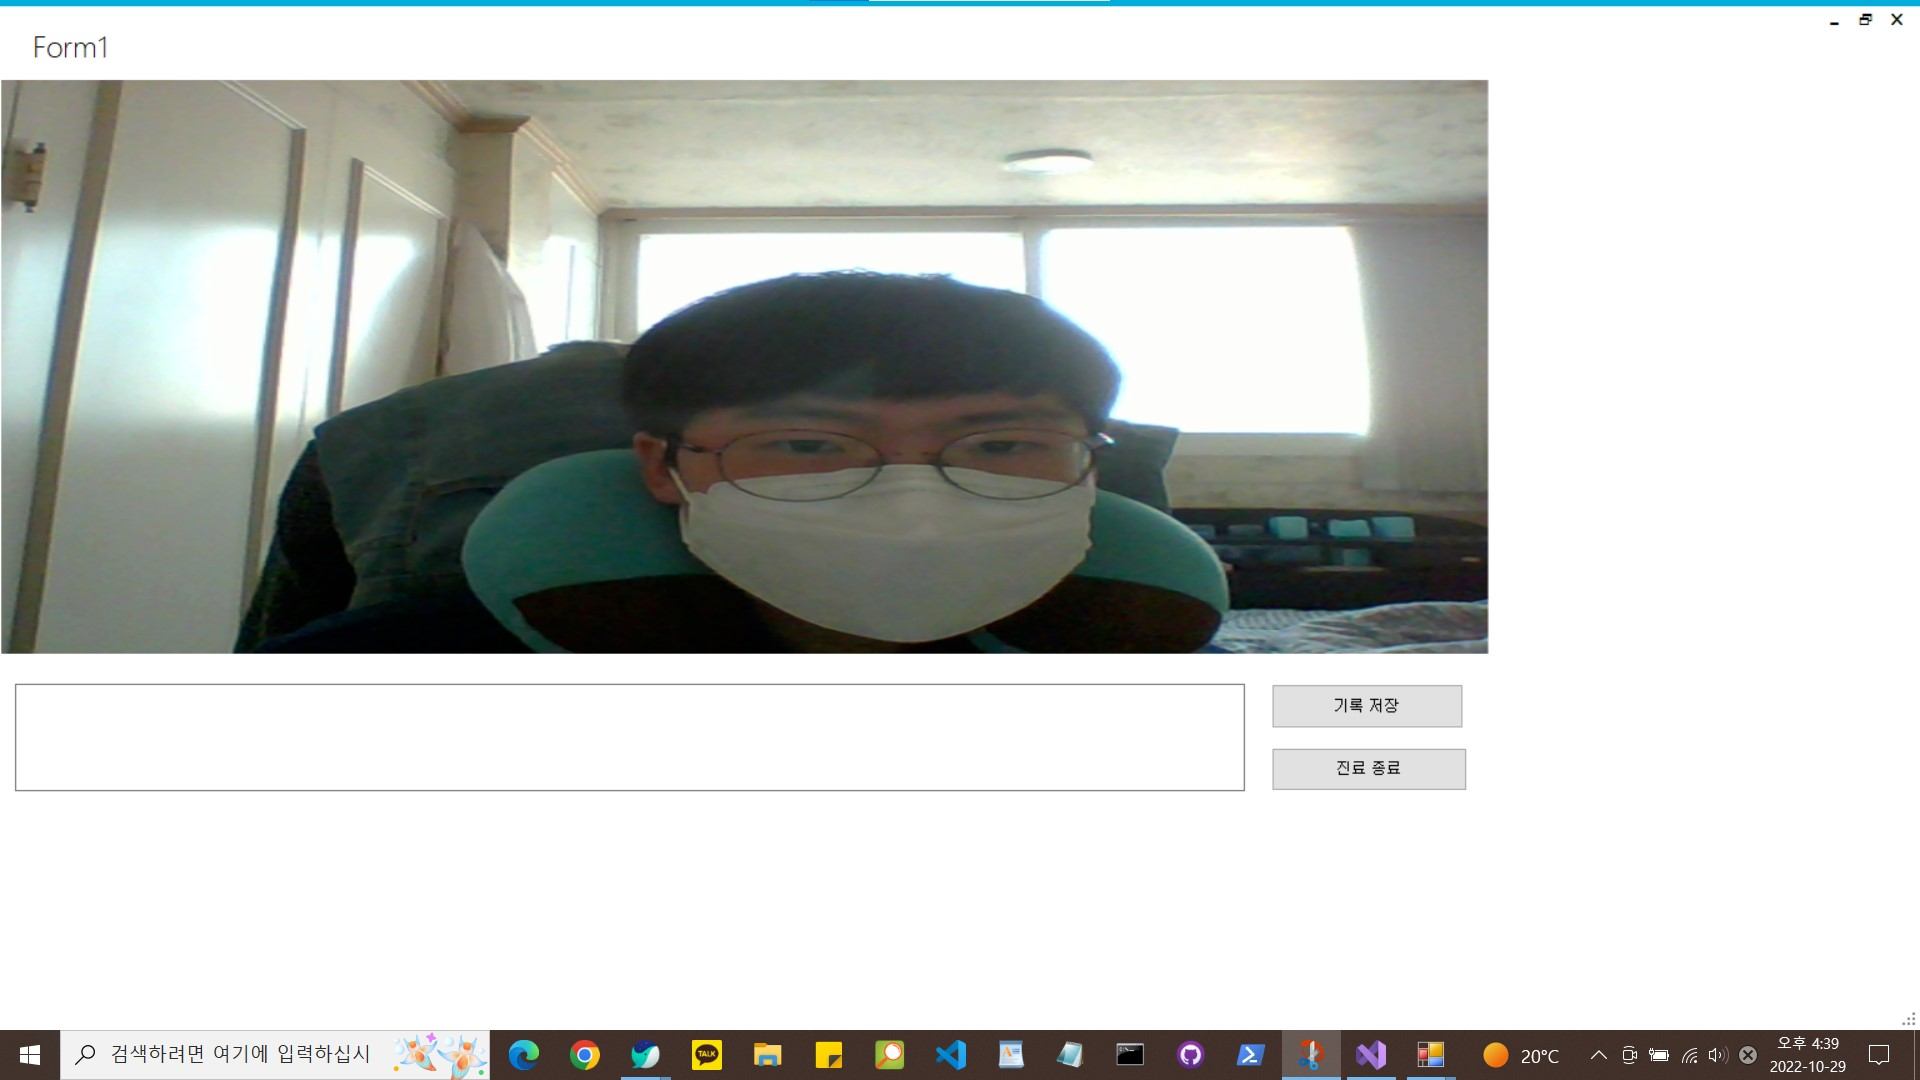 Form1
기록 저장
진료 종료
검색하려면 여기에 입력하십시
TALK
20°C
오후 4:39
2022-10-29